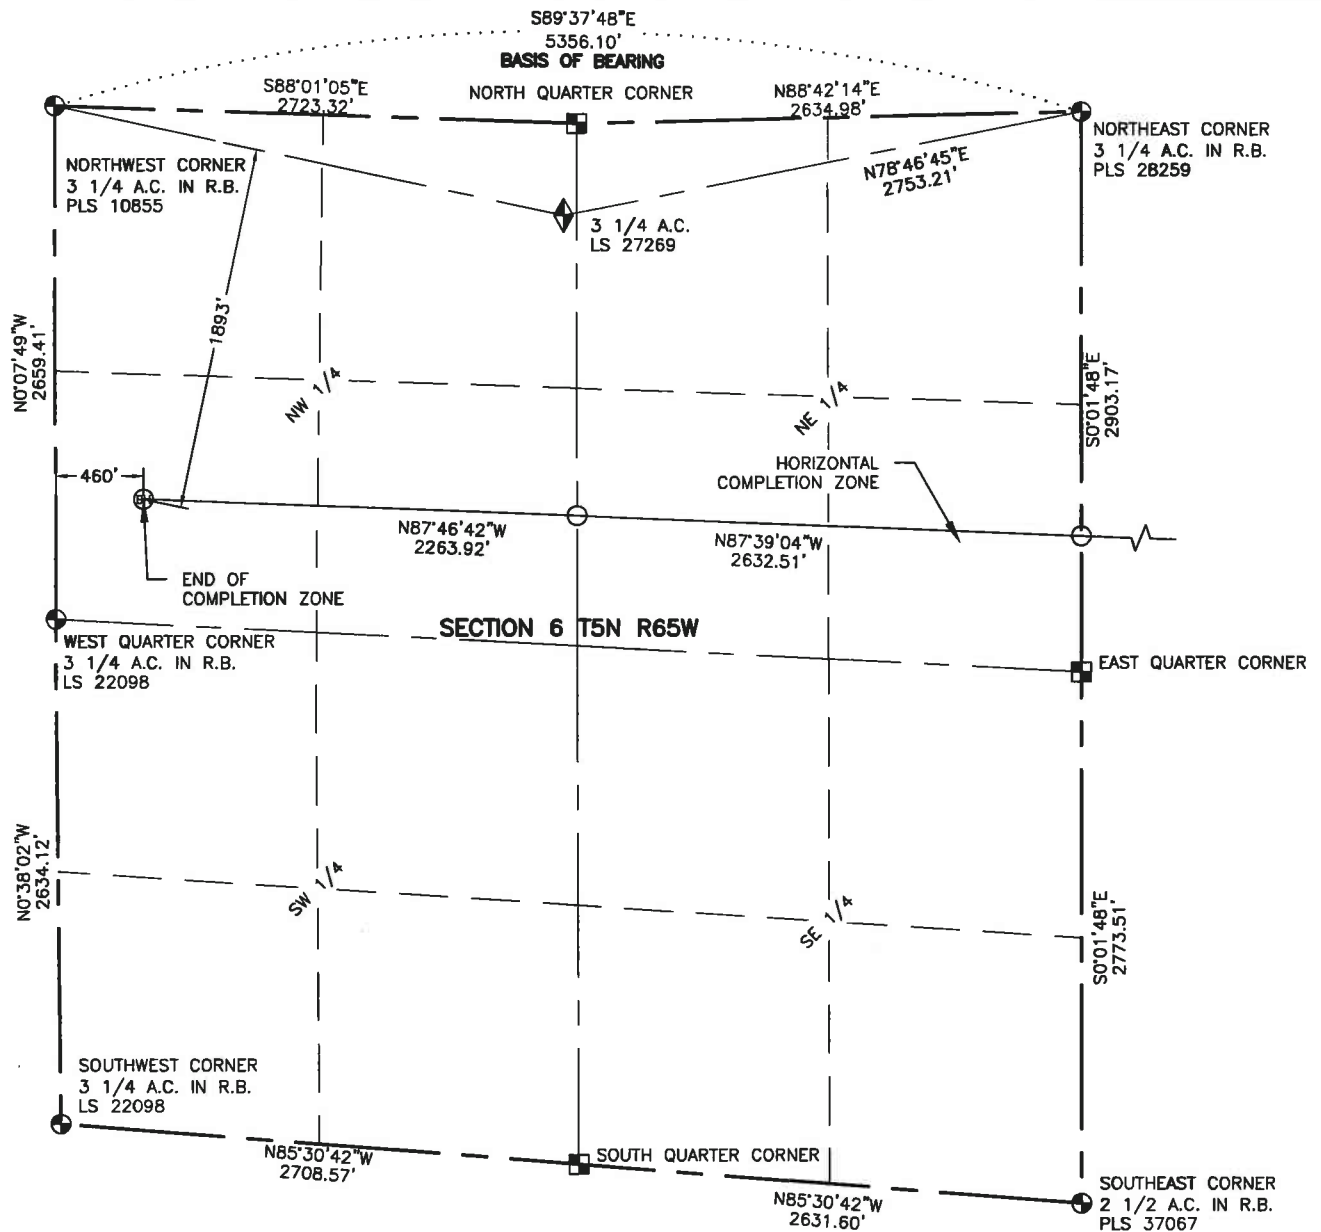 S89°37'48"E
5356.10'
BASIS OF BEARING
S88°01'05"E
2723.32'
NORTH QUARTER CORNER
N88°42'14"E
2634.98'
NORTHWEST CORNER
3 1/4 A.C. IN R.B.
PLS 10855
NORTHEAST CORNER
3 1/4 A.C. IN R.B.
PLS 28259
N78°46'45"E
2753.21'
3 1/4 A.C.
LS 27269
1893'
N0°07'49"W
2659.41'
NW 1/4
NE 1/4
S0°01'48"E
2903.17'
460'
HORIZONTAL
COMPLETION ZONE
N87°46'42"W
2263.92'
N87°39'04"W
2632.51'
END OF
COMPLETION ZONE
SECTION 6 T5N R65W
WEST QUARTER CORNER
3 1/4 A.C. IN R.B.
LS 22098
EAST QUARTER CORNER
N0°38'02"W
2634.12'
SW 1/4
SE 1/4
S0°01'48"E
2773.51'
SOUTHWEST CORNER
3 1/4 A.C. IN R.B.
LS 22098
N85°30'42"W
2708.57'
SOUTH QUARTER CORNER
N85°30'42"W
2631.60'
SOUTHEAST CORNER
2 1/2 A.C. IN R.B.
PLS 37067